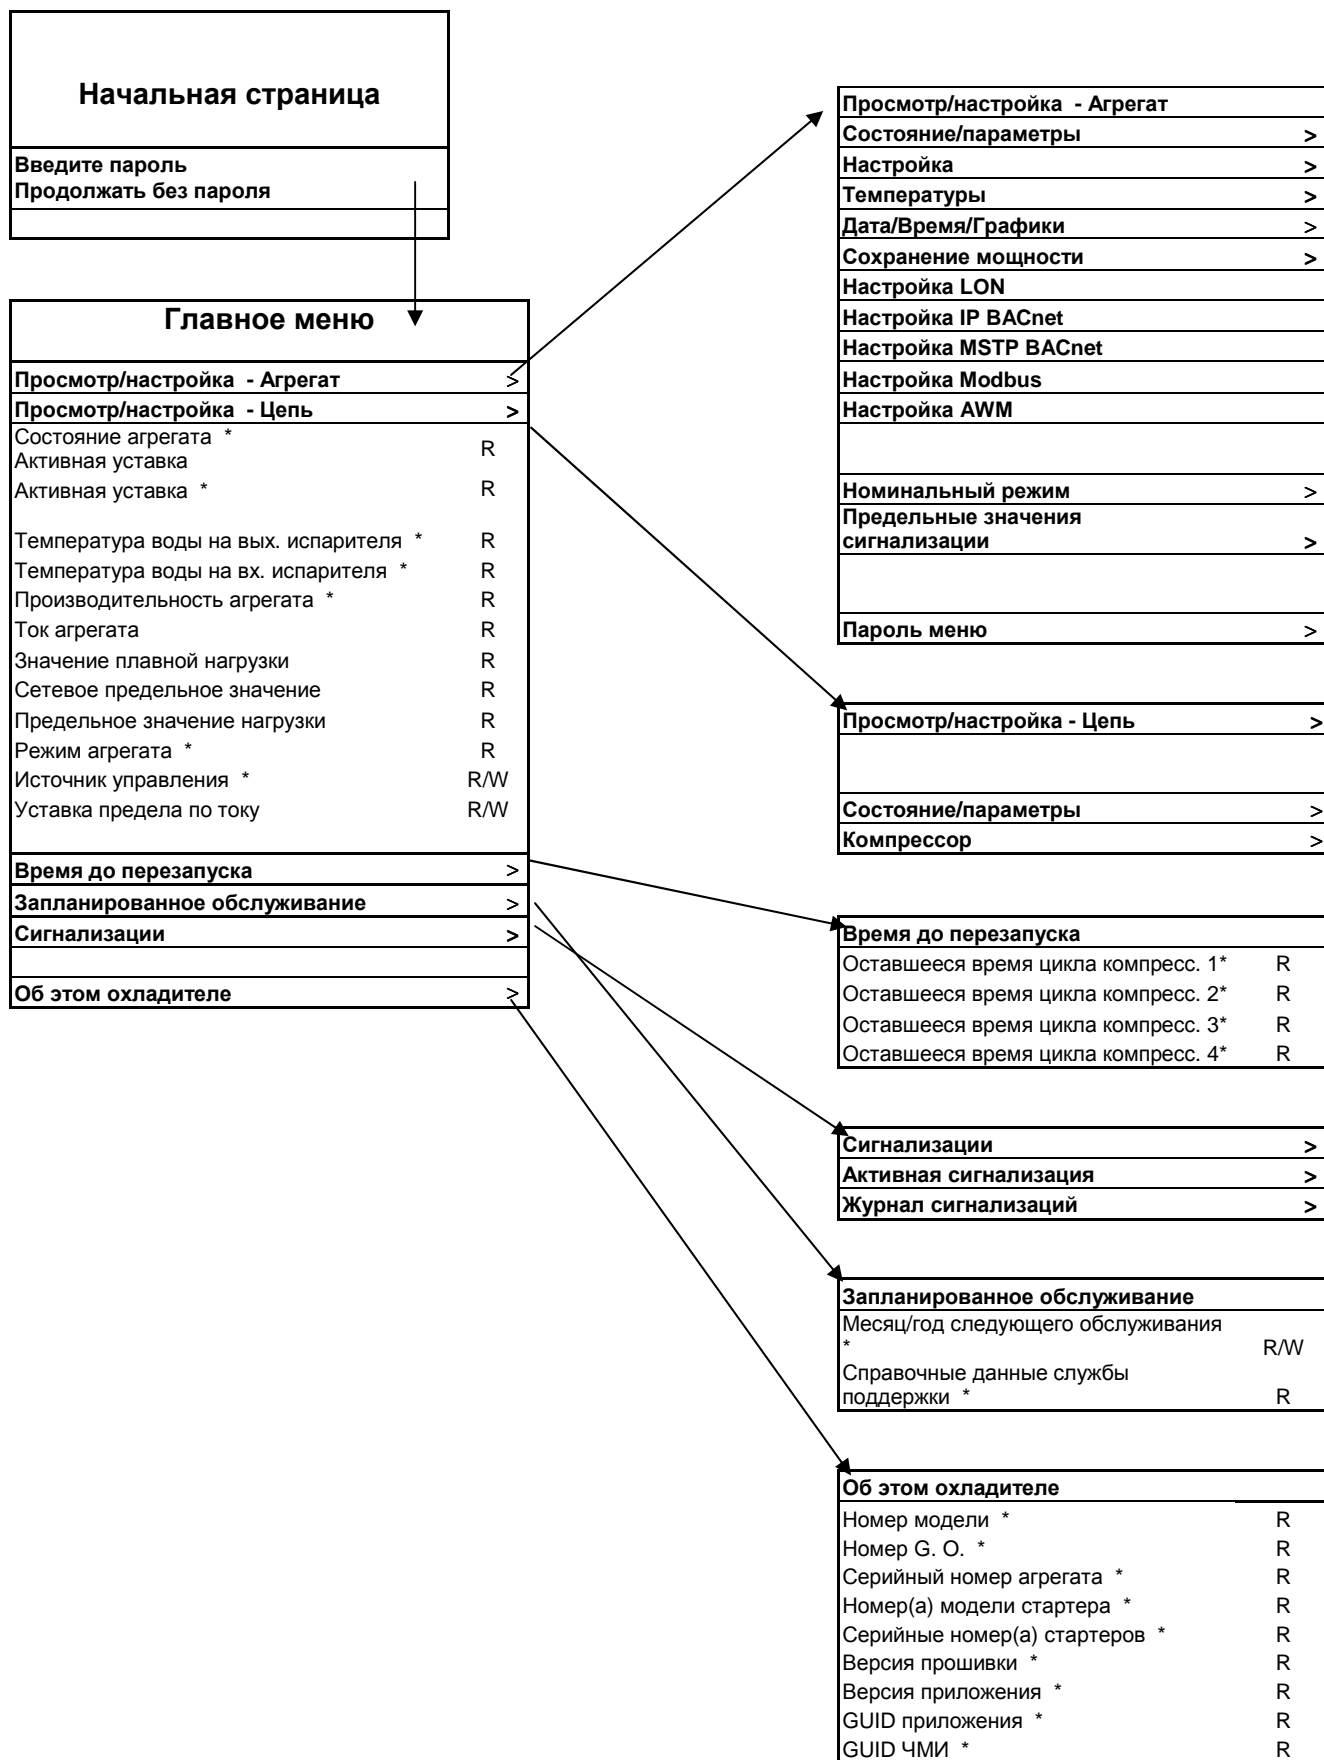 Начальная страница
Введите пароль
Продолжать без пароля
Главное меню
Просмотр/настройка - Агрегат >
Просмотр/настройка - Цепь >
Состояние агрегата * R
Активная уставка
Активная уставка * R
Температура воды на вых. испарителя * R
Температура воды на вх. испарителя * R
Производительность агрегата * R
Ток агрегата R
Значение плавной нагрузки R
Сетевое предельное значение R
Предельное значение нагрузки R
Режим агрегата * R
Источник управления * R/W
Уставка предела по току R/W
Время до перезапуска >
Запланированное обслуживание >
Сигнализации >
Об этом охладителе >
Просмотр/настройка - Агрегат
Состояние/параметры >
Настройка >
Температуры >
Дата/Время/Графики >
Сохранение мощности >
Настройка LON
Настройка IP BACnet
Настройка MSTP BACnet
Настройка Modbus
Настройка AWM
Номинальный режим >
Предельные значения
сигнализации >
Пароль меню >
Просмотр/настройка - Цепь >
Состояние/параметры >
Компрессор >
Время до перезапуска
Оставшееся время цикла компресс. 1* R
Оставшееся время цикла компресс. 2* R
Оставшееся время цикла компресс. 3* R
Оставшееся время цикла компресс. 4* R
Сигнализации >
Активная сигнализация >
Журнал сигнализаций >
Запланированное обслуживание
Месяц/год следующего обслуживания
* R/W
Справочные данные службы
поддержки * R
Об этом охладителе
Номер модели * R
Номер G. O. * R
Серийный номер агрегата * R
Номер(а) модели стартера * R
Серийные номер(а) стартеров * R
Версия прошивки * R
Версия приложения * R
GUID приложения * R
GUID ЧМИ * R